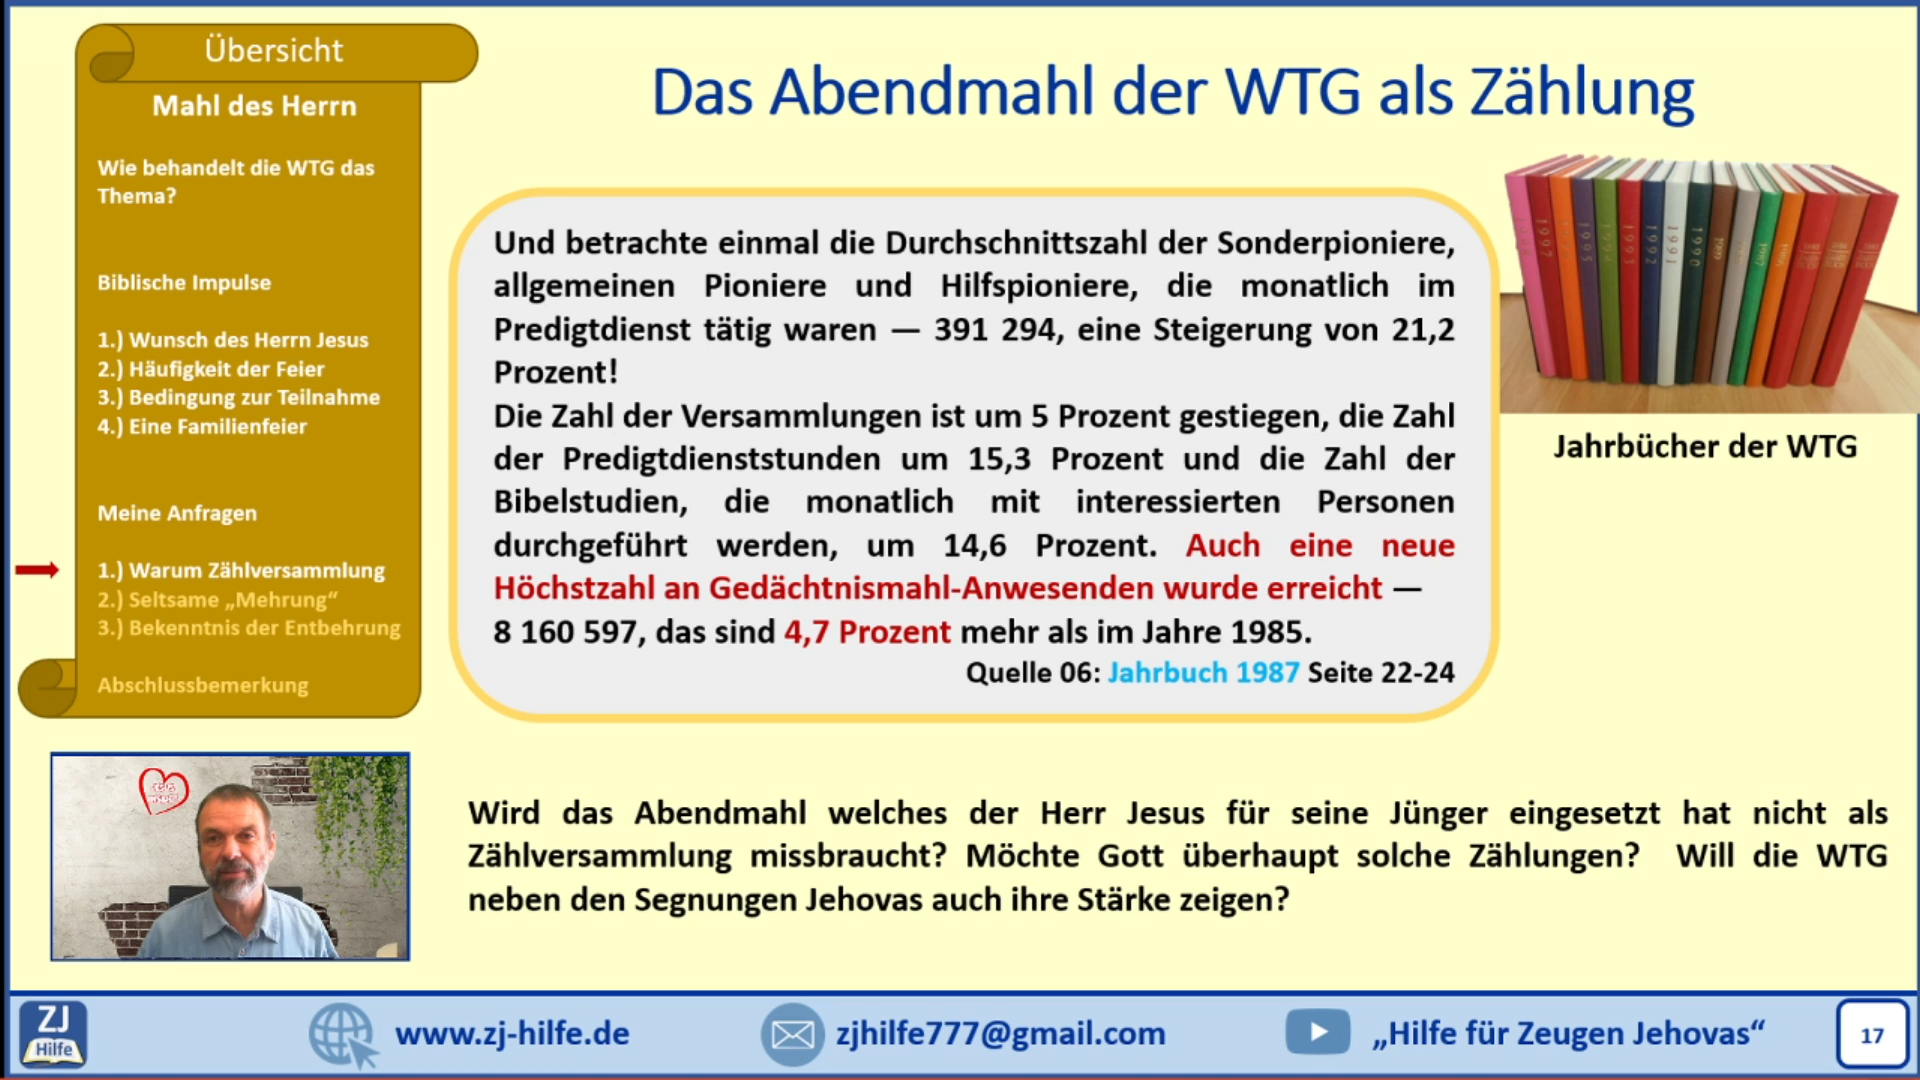 Übersicht
Mahl des Herrn
Wie behandelt die WTG das
Thema?
Biblische Impulse
1.) Wunsch des Herrn Jesus
2.) Häufigkeit der Feier
3.) Bedingung zur Teilnahme
4.) Eine Familienfeier
Meine Anfragen
1.) Warum Zählversammlung
2.) Seltsame „Mehrung“
3.) Bekenntnis der Entbehrung
Abschlussbemerkung
Das Abendmahl der WTG als Zählung
Und betrachte einmal die Durchschnittszahl der Sonderpioniere,
allgemeinen Pioniere und Hilfspioniere, die monatlich im
Predigtdienst tätig waren — 391 294, eine Steigerung von 21,2
Prozent!
Die Zahl der Versammlungen ist um 5 Prozent gestiegen, die Zahl
der Predigtdienststunden um 15,3 Prozent und die Zahl der
Bibelstudien, die monatlich mit interessierten Personen
durchgeführt werden, um 14,6 Prozent. Auch eine neue
Höchstzahl an Gedächtnismahl-Anwesenden wurde erreicht —
8 160 597, das sind 4,7 Prozent mehr als im Jahre 1985.
Quelle 06: Jahrbuch 1987 Seite 22-24
1997
1995
1993
1992
1991
1990
Jahrbücher der WTG
Wird das Abendmahl welches der Herr Jesus für seine Jünger eingesetzt hat nicht als
Zählversammlung missbraucht? Möchte Gott überhaupt solche Zählungen? Will die WTG
neben den Segnungen Jehovas auch ihre Stärke zeigen?
ZJ
Hilfe
www.zj-hilfe.de
zjhilfe777@gmail.com
„Hilfe für Zeugen Jehovas“
17